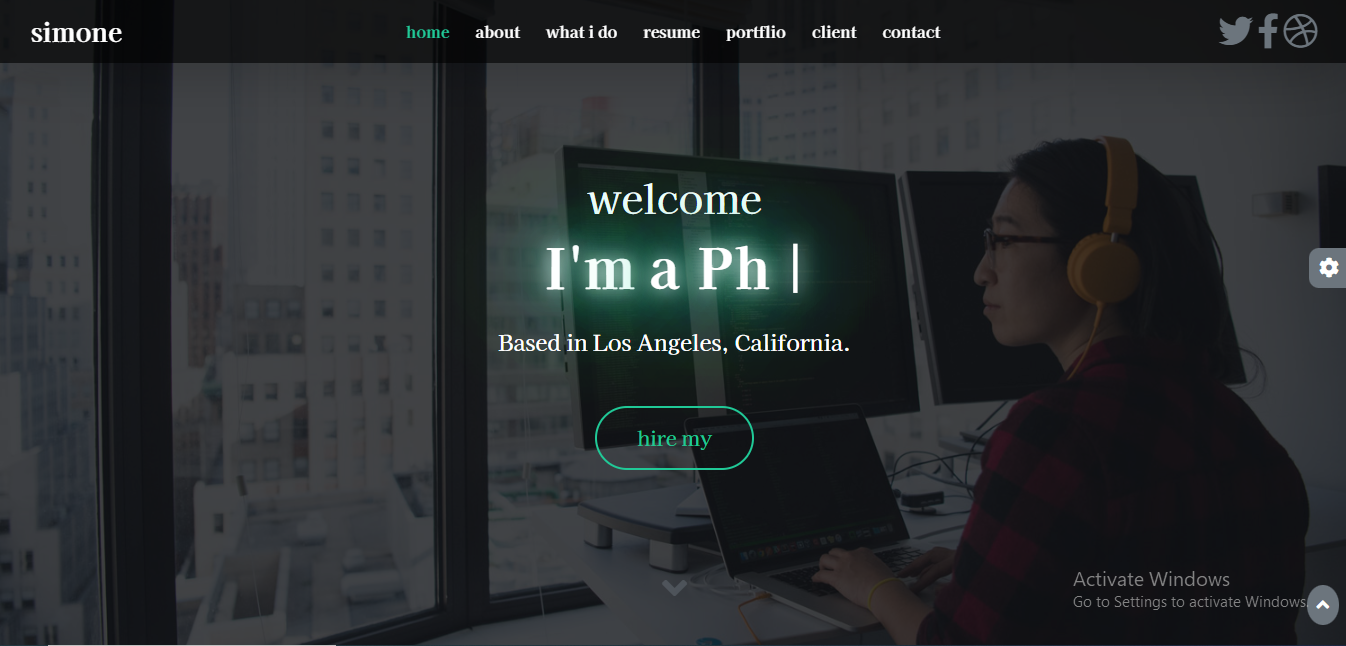 simone
home about what i do resume portflio client contact
welcome
I'm a Ph |
Based in Los Angeles, California.
hire my
Activate Windows
Go to Settings to activate Windows.